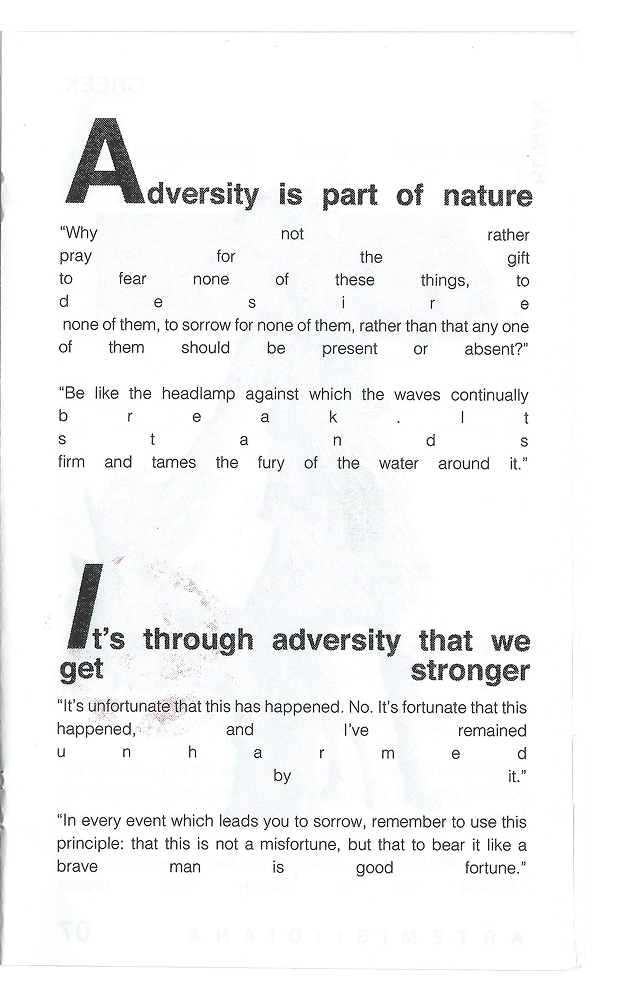 Adversity is part of nature
“Why not rather
pray for the gift
to fear none of these things, to
d e s i r e
none of them, to sorrow for none of them, rather than that any one
of them should be present or absent?”
“Be like the headlamp against which the waves continually
b r e a k . I t
s t a n d s
firm and tames the fury of the water around it.”
It’s through adversity that we
get stronger
“It’s unfortunate that this has happened. No. It’s fortunate that this
happened, and I’ve remained
u n h a r m e d
by it.”
“In every event which leads you to sorrow, remember to use this
principle: that this is not a misfortune, but that to bear it like a
brave man is good fortune.”